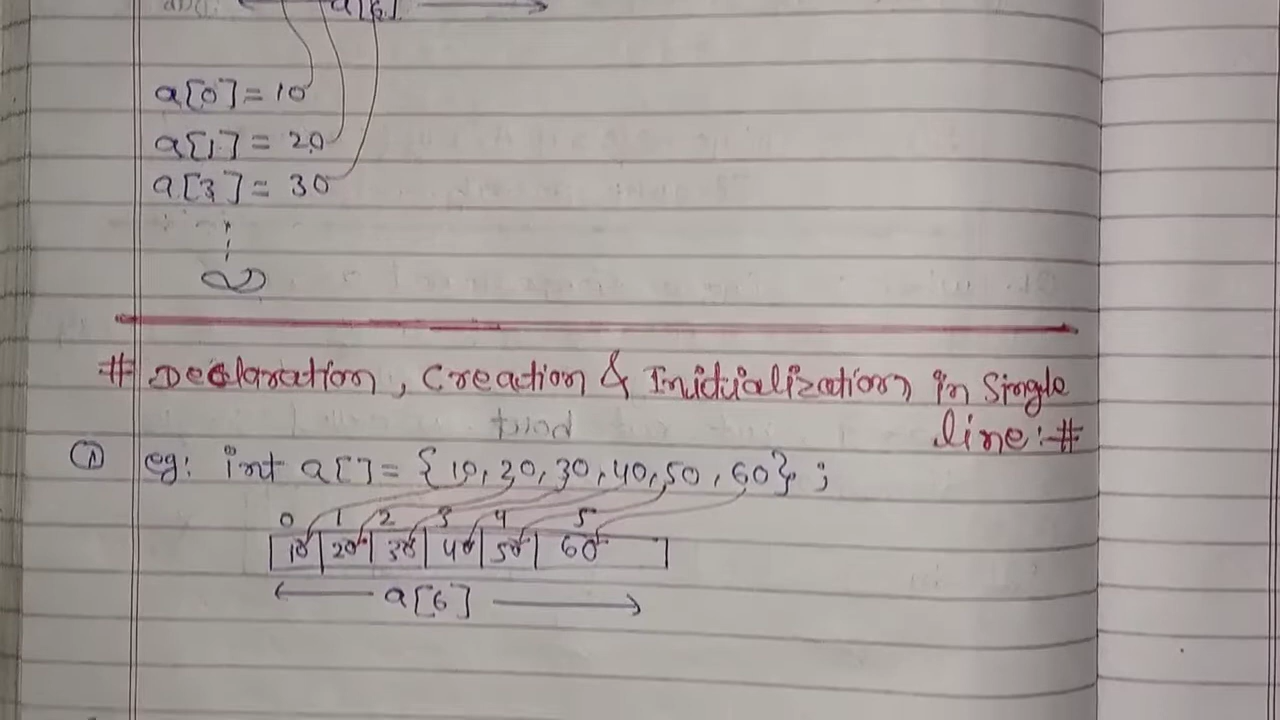 a[6]
a[0] = 10
a[1] = 20
a[3] = 30
# Declaration, Creation & Initialization in Single
line:-#
① eg: int a[] = {10, 20, 30, 40, 50, 60};
0 1 2 3 4 5
10 20 30 40 50 60
a[6]